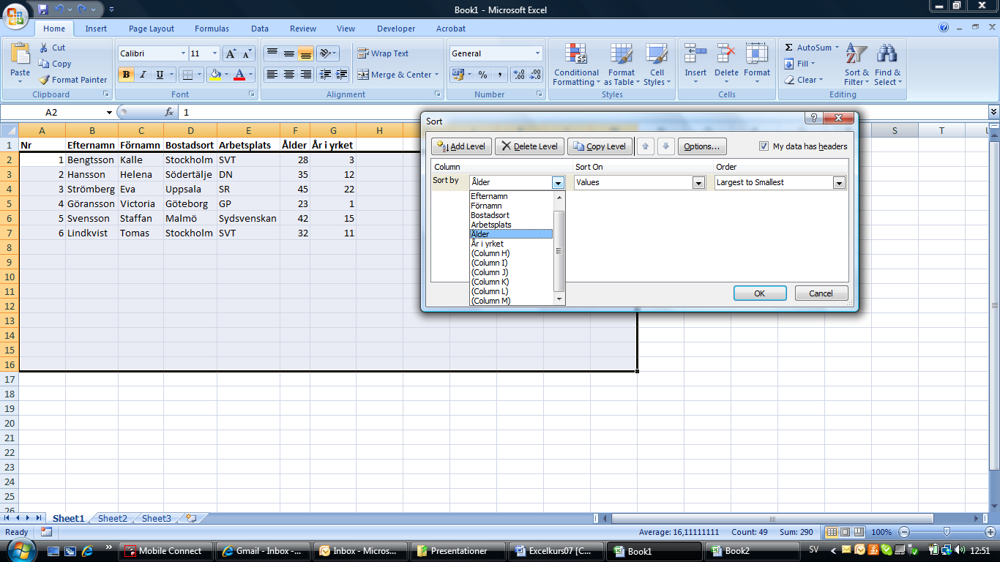 Book1 - Microsoft Excel
Home Insert Page Layout Formulas Data Review View Developer Acrobat
Paste Cut Copy Format Painter
Calibri 11
B I U A A A
Wrap Text
Merge & Center
General
% ,
Conditional Formatting Format as Table Cell Styles
Insert Delete Format
Σ AutoSum Fill Clear
Sort & Filter Find & Select
Clipboard Font Alignment Number Styles Cells Editing
A2 fx 1
A B C D E F G H S T U
1 Nr Efternamn Förnamn Bostadsort Arbetsplats Ålder År i yrket
2 1 Bengtsson Kalle Stockholm SVT 28 3
3 2 Hansson Helena Södertälje DN 35 12
4 3 Strömberg Eva Uppsala SR 45 22
5 4 Göransson Victoria Göteborg GP 23 1
6 5 Svensson Staffan Malmö Sydsvenskan 42 15
7 6 Lindkvist Tomas Stockholm SVT 32 11
8
9
10
11
12
13
14
15
16
17
18
19
20
21
22
23
24
25
26
Sort
Add Level Delete Level Copy Level Options... My data has headers
Column Sort On Order
Sort by Ålder Values Largest to Smallest
Efternamn
Förnamn
Bostadsort
Arbetsplats
Ålder
År i yrket
(Column H)
(Column I)
(Column J)
(Column K)
(Column L)
(Column M)
OK Cancel
Sheet1 Sheet2 Sheet3
Ready Average: 16,11111111 Count: 49 Sum: 290 100%
Mobile Connect Gmail - Inbox -... Inbox - Micros... Presentationer Excelkurs07 [C... Book1 Book2 SV 12:51